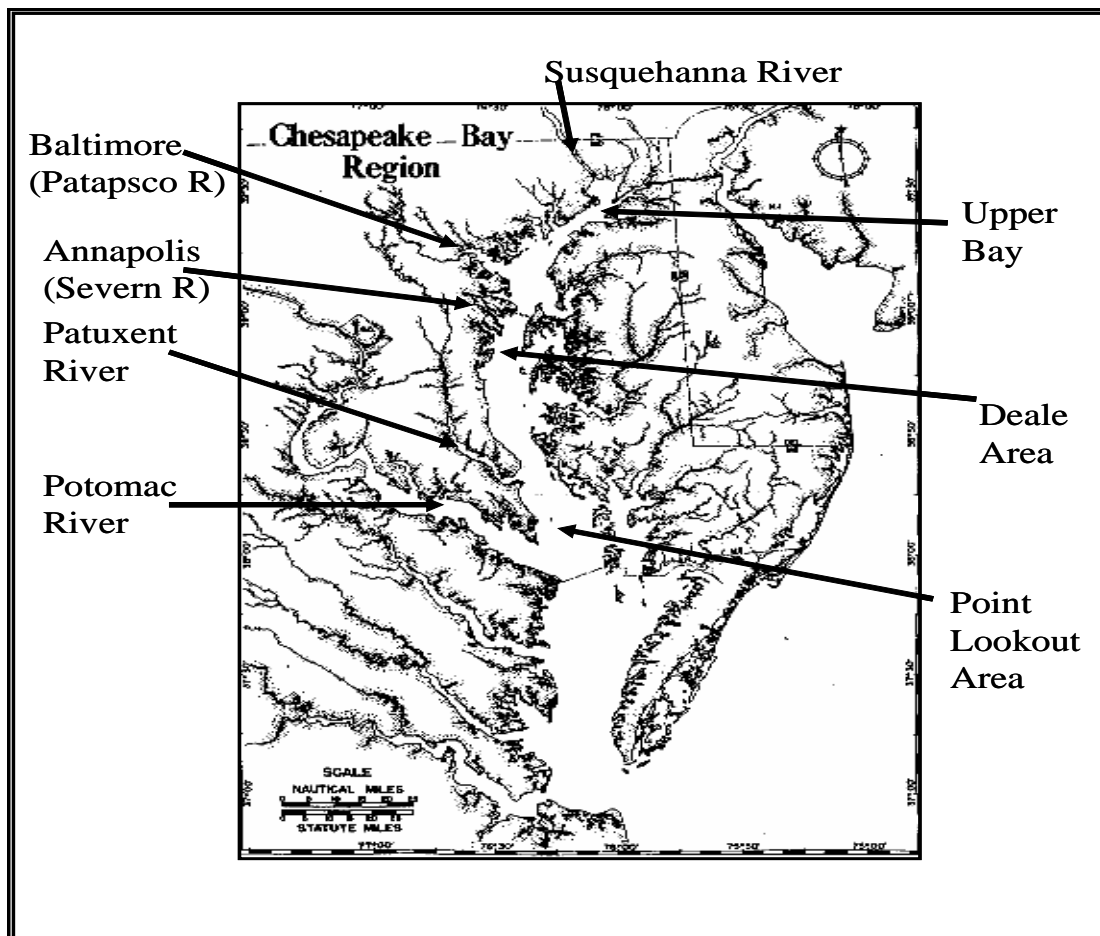 Susquehanna River
Chesapeake Bay
Region
Baltimore
(Patapsco R)
Upper
Bay
Annapolis
(Severn R)
Patuxent
River
Deale
Area
Potomac
River
Point
Lookout
Area
SCALE
NAUTICAL MILES
STATUTE MILES